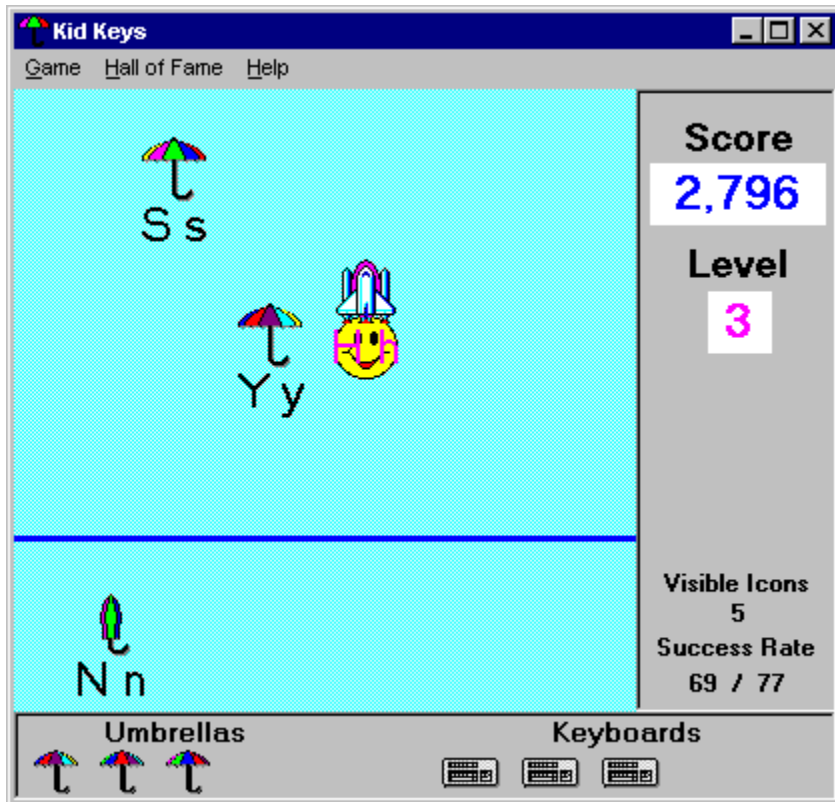 Kid Keys
Game Hall of Fame Help
Score
2,796
Level
3
S s
Y y
H h
N n
Visible Icons
5
Success Rate
69 / 77
Umbrellas
Keyboards